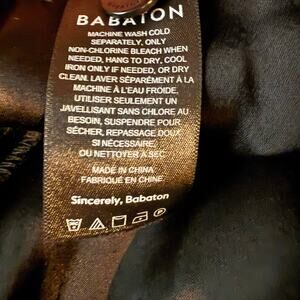 BABATON
MACHINE WASH COLD
SEPARATELY, ONLY
NON-CHLORINE BLEACH WHEN
NEEDED, HANG TO DRY, COOL
IRON ONLY IF NEEDED, OR DRY
CLEAN. LAVER SÉPARÉMENT À LA
MACHINE À L'EAU FROIDE,
UTILISER SEULEMENT UN
JAVELLISANT SANS CHLORE AU
BESOIN, SUSPENDRE POUR
SÉCHER, REPASSAGE DOUX
SI NÉCESSAIRE,
OU NETTOYER À SEC
MADE IN CHINA
FABRIQUÉ EN CHINE
Sincerely, Babaton